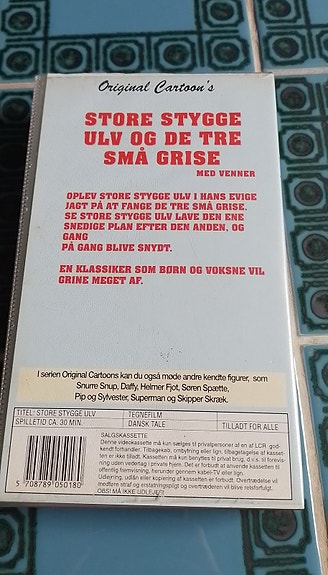 Original Cartoon's
STORE STYGGE
ULV OG DE TRE
SMÅ GRISE
MED VENNER
OPLEV STORE STYGGE ULV I HANS EVIGE
JAGT PÅ AT FANGE DE TRE SMÅ GRISE.
SE STORE STYGGE ULV LAVE DEN ENE
SNEDIGE PLAN EFTER DEN ANDEN, OG
GANG
PÅ GANG BLIVE SNYDT.
EN KLASSIKER SOM BØRN OG VOKSNE VIL
GRINE MEGET AF.
I serien Original Cartoons kan du også møde andre kendte figurer, som
Snurre Snup, Daffy, Helmer Fjot, Søren Spætte,
Pip og Sylvester, Superman og Skipper Skræk.
TITEL: STORE STYGGE ULV TEGNEFILM
SPILLETID CA. 30 MIN. DANSK TALE TILLADT FOR ALLE
SALGSKASSETTE
Denne videokassette må kun sælges til privatpersoner af en LCR god-
kendt forhandler. Tilbagekøb, ombytning eller lign. tilbagetagelse af kasset-
ten er ikke tilladt. Kassetten må kun benyttes til privat brug, d.v.s. til forevis-
ning uden vederlag i private hjem. Det er forbudt at anvende kassetten til
offentlig fremvisning, herunder gennem kabel-TV eller lign.
Udlejning, udlån eller kopiering af kassetten er forbudt. Overtrædelse vil
medføre straf og erstatningspligt og overtræderen vil blive retsforfulgt.
OBS! MÅ IKKE UDLEJES!
5 708789 050180